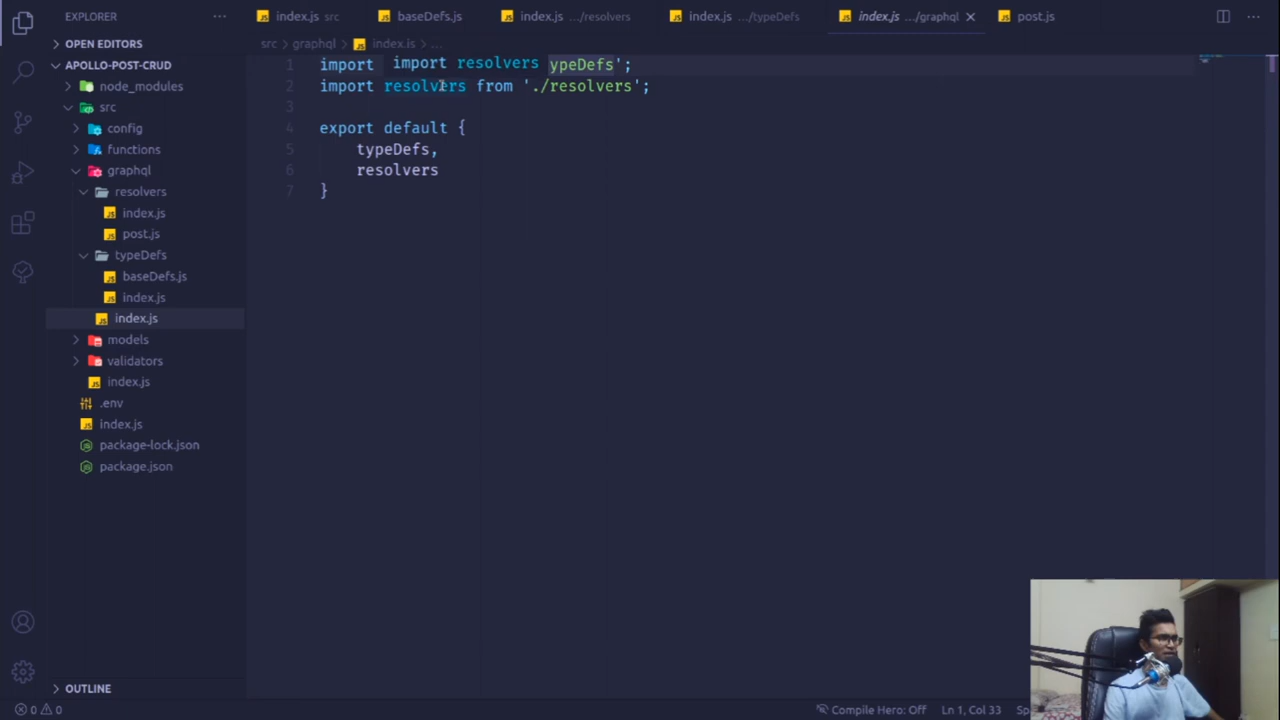 EXPLORER
index.js src
baseDefs.js
index.js .../resolvers
index.js .../typeDefs
index.js .../graphql
post.js
OPEN EDITORS
src graphql index.js ...
APOLLO-POST-CRUD
node_modules
src
config
functions
graphql
resolvers
index.js
post.js
typeDefs
baseDefs.js
index.js
index.js
models
validators
index.js
.env
index.js
package-lock.json
package.json
OUTLINE
1 import import resolvers ypeDefs';
2 import resolvers from './resolvers';
3
4 export default {
5 typeDefs,
6 resolvers
7 }
0 0
Compile Hero: Off
Ln 1, Col 33